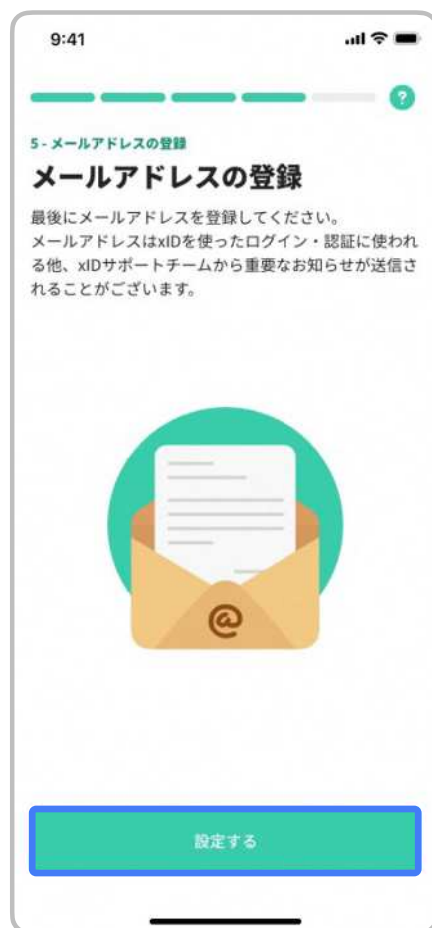 9:41
?
5 - メールアドレスの登録
メールアドレスの登録
最後にメールアドレスを登録してください。
メールアドレスはxIDを使ったログイン・認証に使われ
る他、xIDサポートチームから重要なお知らせが送信さ
れることがございます。
@
設定する